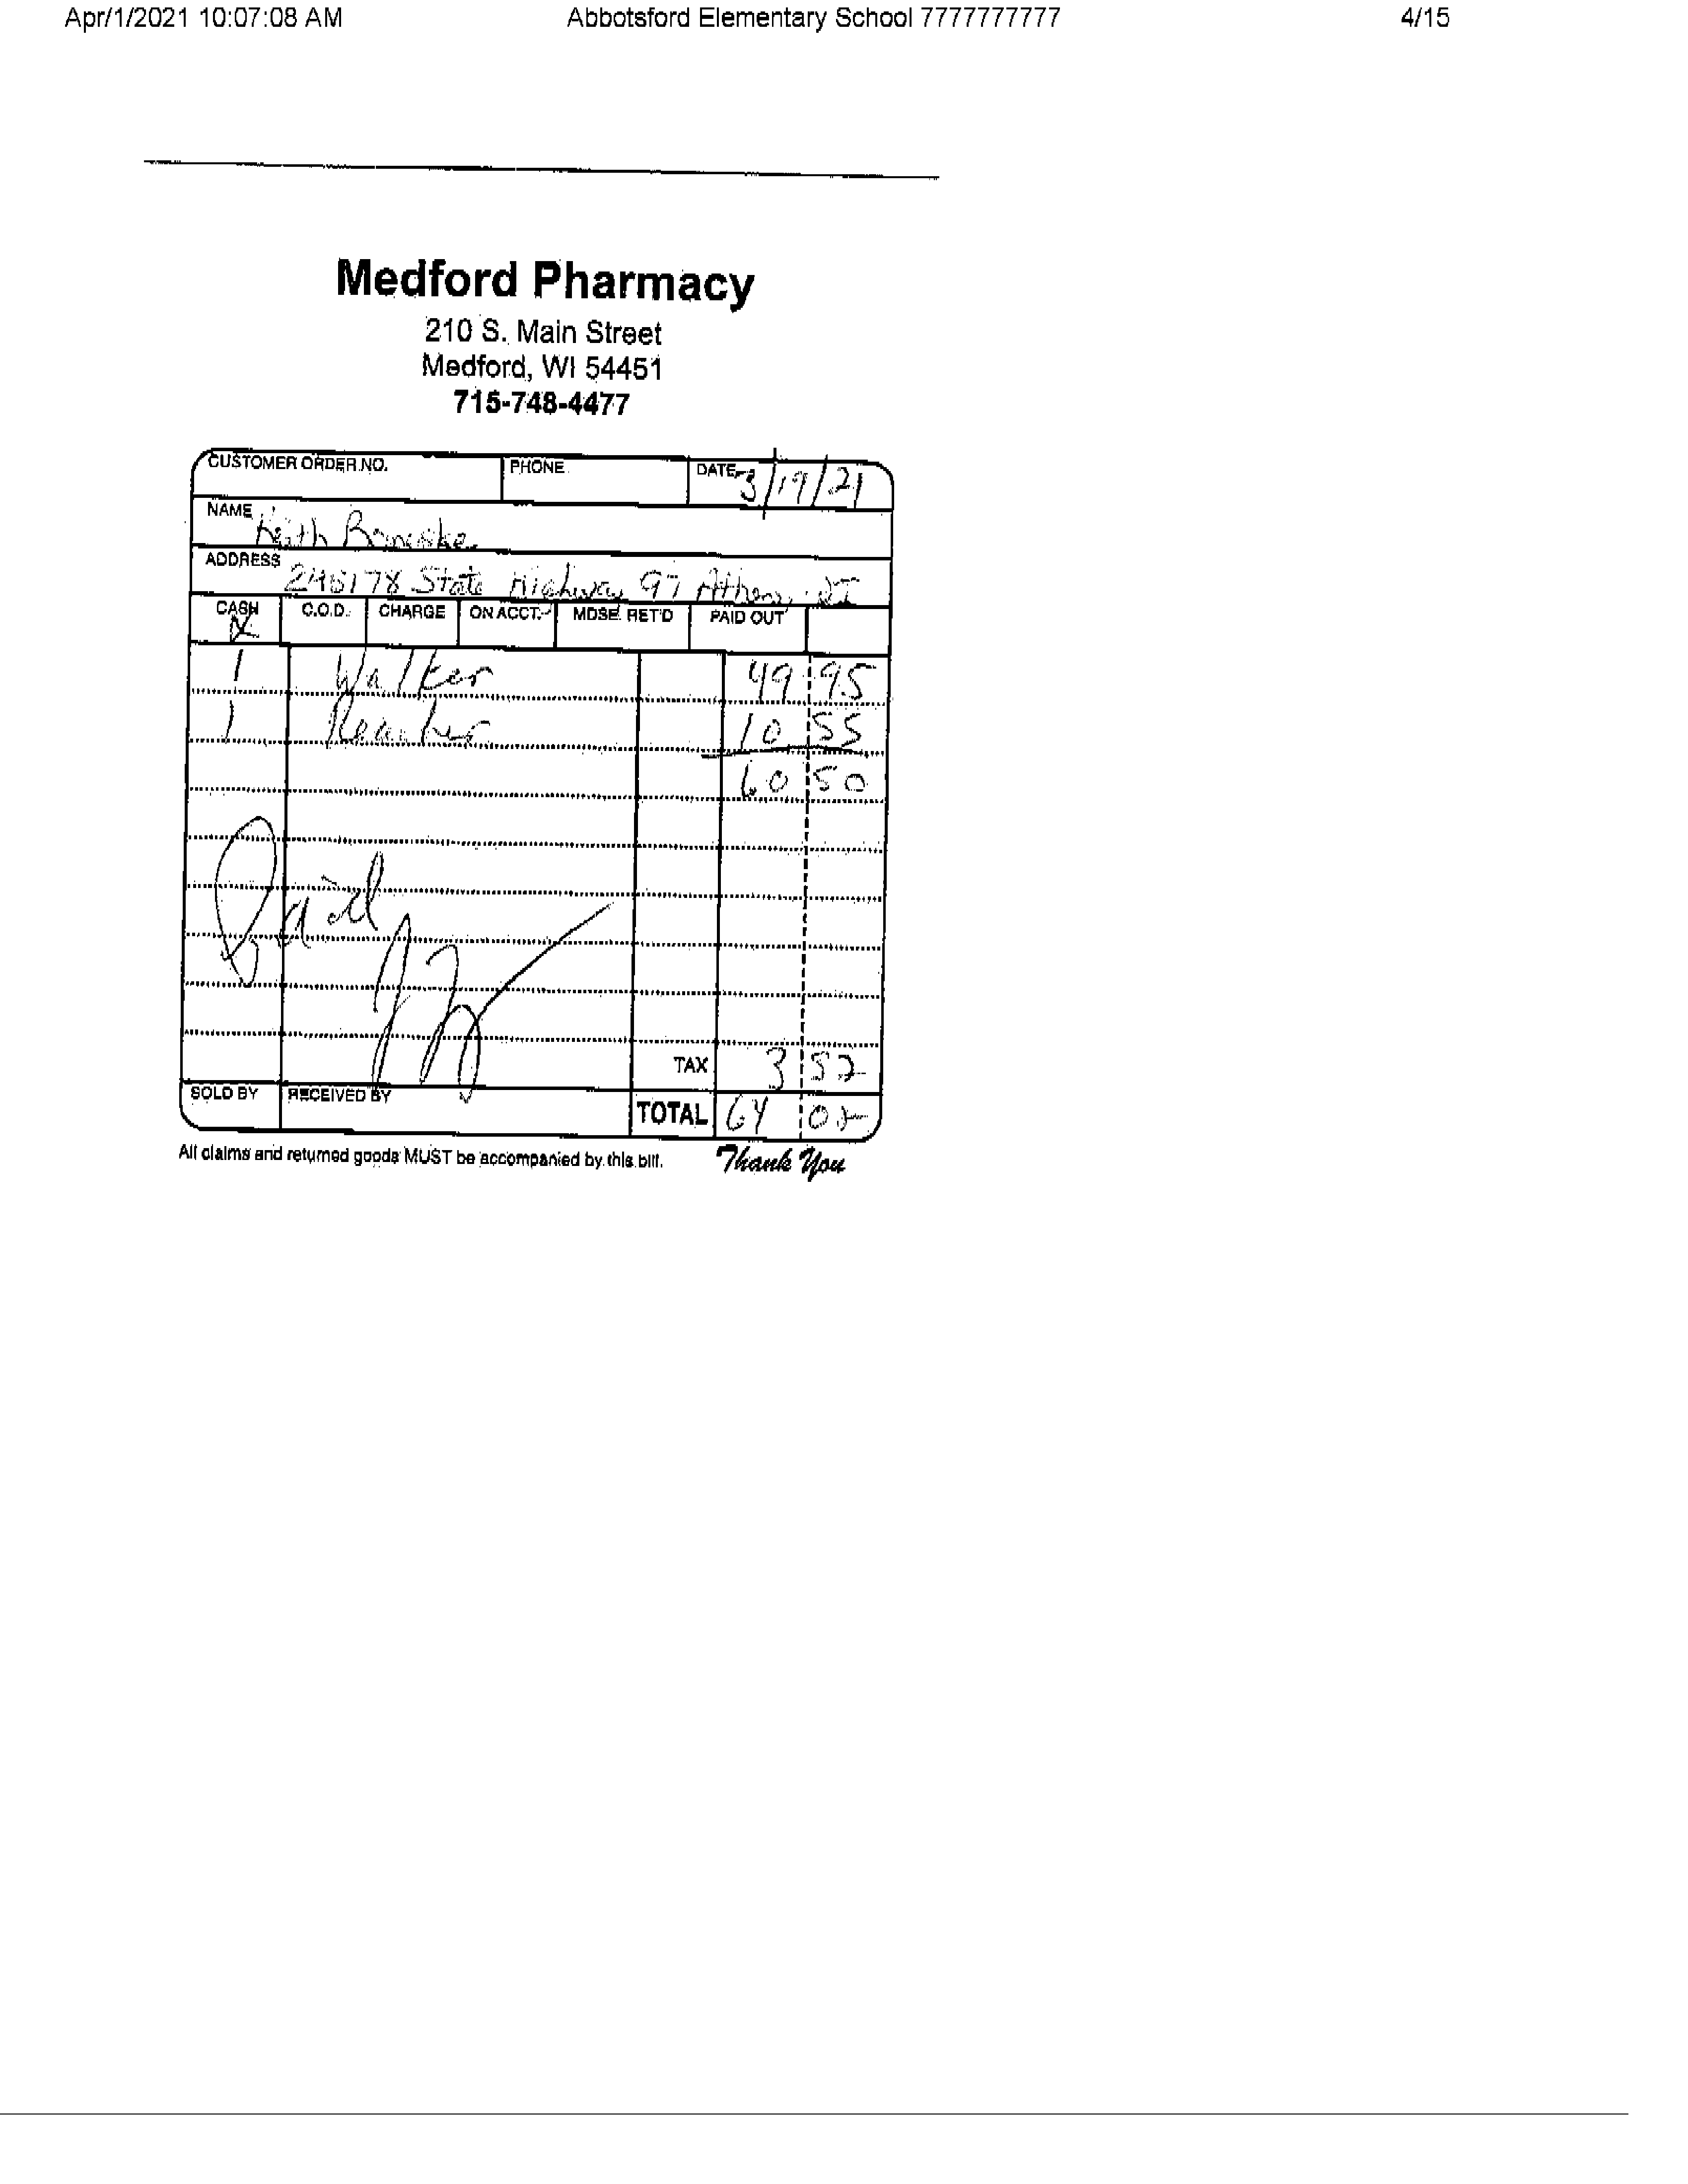 Apr/1/2021 10:07:08 AM Abbotsford Elementary School 7777777777 4/15
Medford Pharmacy
210 S. Main Street
Medford, WI 54451
715-748-4477
CUSTOMER ORDER NO. PHONE DATE 3/19/21
NAME Keith
ADDRESS 245178 State Highway 97 Athens, WI
CASH X C.O.D. CHARGE ON ACCT. MDSE. RET'D PAID OUT
1 Walker 49 95
1 Reacher 10 55
60 50
Paid
TAX 3 52
SOLD BY RECEIVED BY TOTAL 64 02
All claims and returned goods MUST be accompanied by this bill. Thank You